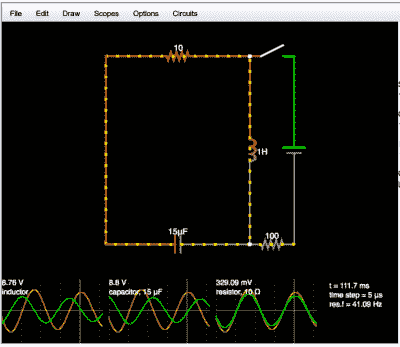 File Edit Draw Scopes Options Circuits
10
1H
15µF
100
6.76 V
inductor
8.8 V
capacitor, 15 µF
329.09 mV
resistor, 10 Ω
t = 111.7 ms
time step = 5 µs
res.f = 41.09 Hz